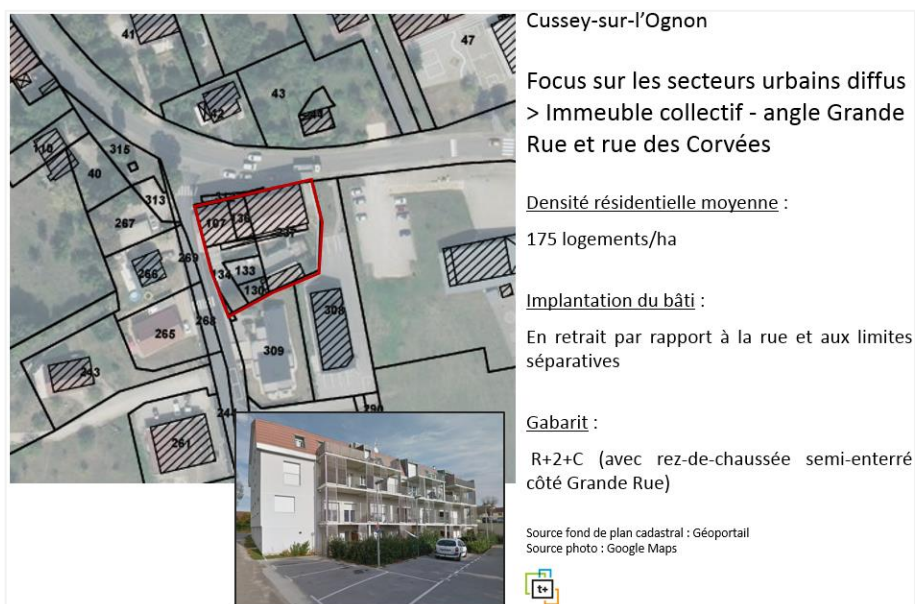 Cussey-sur-l'Ognon
Focus sur les secteurs urbains diffus
> Immeuble collectif - angle Grande
Rue et rue des Corvées
Densité résidentielle moyenne :
175 logements/ha
Implantation du bâti :
En retrait par rapport à la rue et aux limites
séparatives
Gabarit :
R+2+C (avec rez-de-chaussée semi-enterré
côté Grande Rue)
Source fond de plan cadastral : Géoportail
Source photo : Google Maps
t+
41
47
43
42
110
315
40
313
267
107
136
237
269
134
133
266
130
268
308
265
309
243
244
290
261